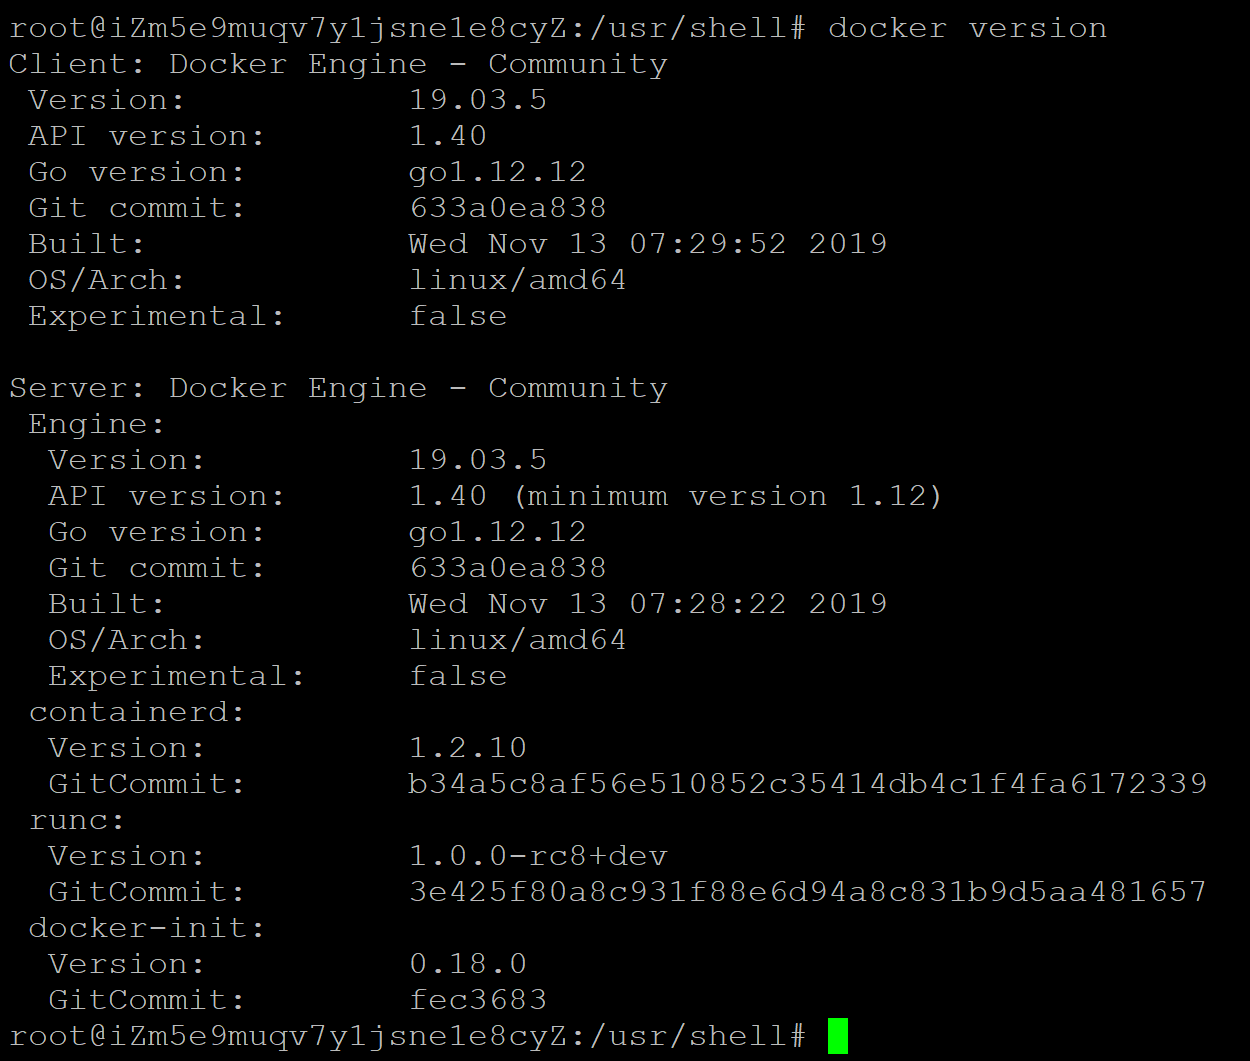 root@iZm5e9muqv7y1jsne1e8cyZ:/usr/shell# docker version
Client: Docker Engine - Community
 Version:           19.03.5
 API version:       1.40
 Go version:        go1.12.12
 Git commit:        633a0ea838
 Built:             Wed Nov 13 07:29:52 2019
 OS/Arch:           linux/amd64
 Experimental:      false

Server: Docker Engine - Community
 Engine:
  Version:          19.03.5
  API version:      1.40 (minimum version 1.12)
  Go version:       go1.12.12
  Git commit:       633a0ea838
  Built:            Wed Nov 13 07:28:22 2019
  OS/Arch:          linux/amd64
  Experimental:     false
 containerd:
  Version:          1.2.10
  GitCommit:        b34a5c8af56e510852c35414db4c1f4fa6172339
 runc:
  Version:          1.0.0-rc8+dev
  GitCommit:        3e425f80a8c931f88e6d94a8c831b9d5aa481657
 docker-init:
  Version:          0.18.0
  GitCommit:        fec3683
root@iZm5e9muqv7y1jsne1e8cyZ:/usr/shell#